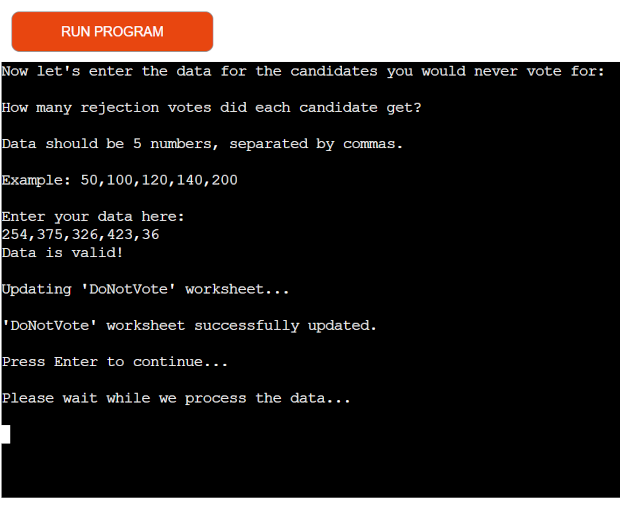 RUN PROGRAM
Now let's enter the data for the candidates you would never vote for:
How many rejection votes did each candidate get?
Data should be 5 numbers, separated by commas.
Example: 50,100,120,140,200
Enter your data here:
254,375,326,423,36
Data is valid!
Updating 'DoNotVote' worksheet...
'DoNotVote' worksheet successfully updated.
Press Enter to continue...
Please wait while we process the data...